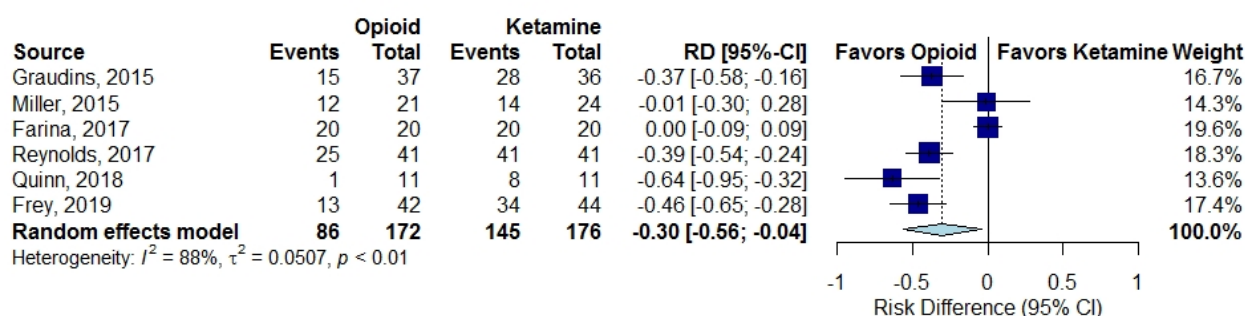 Opioid Ketamine
Source Events Total Events Total RD [95%-CI] Favors Opioid Favors Ketamine Weight
Graudins, 2015 15 37 28 36 -0.37 [-0.58; -0.16] 16.7%
Miller, 2015 12 21 14 24 -0.01 [-0.30; 0.28] 14.3%
Farina, 2017 20 20 20 20 0.00 [-0.09; 0.09] 19.6%
Reynolds, 2017 25 41 41 41 -0.39 [-0.54; -0.24] 18.3%
Quinn, 2018 1 11 8 11 -0.64 [-0.95; -0.32] 13.6%
Frey, 2019 13 42 34 44 -0.46 [-0.65; -0.28] 17.4%
Random effects model 86 172 145 176 -0.30 [-0.56; -0.04] 100.0%
Heterogeneity: I² = 88%, τ² = 0.0507, p < 0.01
-1 -0.5 0 0.5 1
Risk Difference (95% CI)